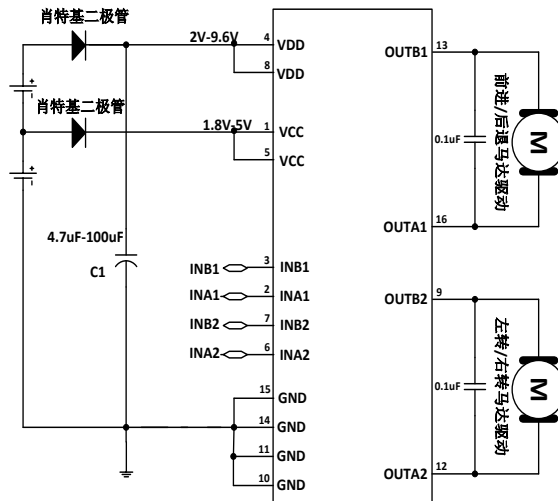 肖特基二极管
2V-9.6V
4
VDD
8
VDD
肖特基二极管
1.8V-5V
1
VCC
5
VCC
4.7uF-100uF
C1
INB1
3
INB1
INA1
2
INA1
INB2
7
INB2
INA2
6
INA2
15
GND
14
GND
11
GND
10
GND
OUTB1
13
0.1uF
M
前进/后退马达驱动
OUTA1
16
OUTB2
9
0.1uF
M
左转/右转马达驱动
OUTA2
12
+
-
+
-